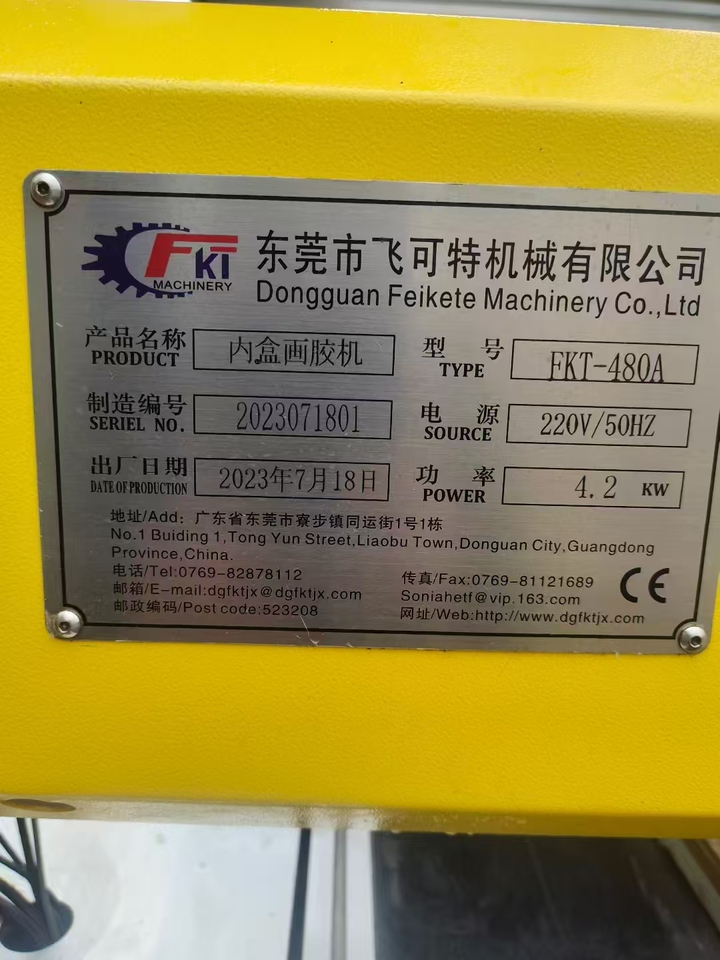 FKT
MACHINERY
东莞市飞可特机械有限公司
Dongguan Feikete Machinery Co.,Ltd
产品名称 内盒画胶机 型 号 FKT-480A
PRODUCT TYPE
制造编号 2023071801 电 源 220V/50HZ
SERIEL NO. SOURCE
出厂日期 2023年7月18日 功 率 4.2 KW
DATE OF PRODUCTION POWER
地址/Add: 广东省东莞市寮步镇同运街1号1栋
No.1 Buiding 1,Tong Yun Street,Liaobu Town,Donguan City,Guangdong
Province,China.
电话/Tel:0769-82878112 传真/Fax:0769-81121689
邮箱/E-mail:dgfktjx@dgfktjx.com Soniahetf@vip.163.com
邮政编码/Post code:523208 网址/Web:http://www.dgfktjx.com
CE